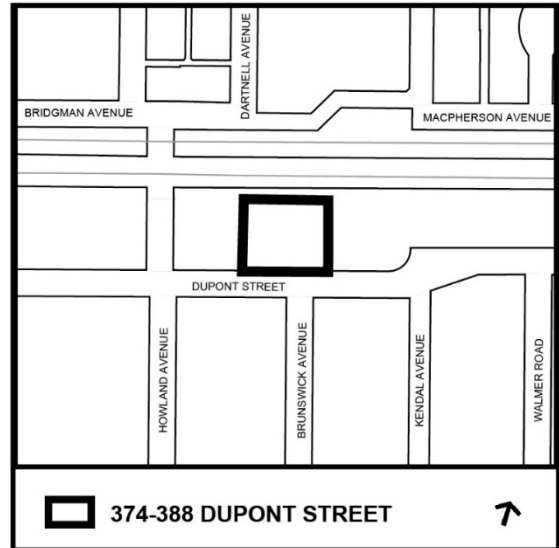 DARTNELL AVENUE
BRIDGMAN AVENUE
MACPHERSON AVENUE
DUPONT STREET
HOWLAND AVENUE
BRUNSWICK AVENUE
KENDAL AVENUE
WALMER ROAD
374-388 DUPONT STREET